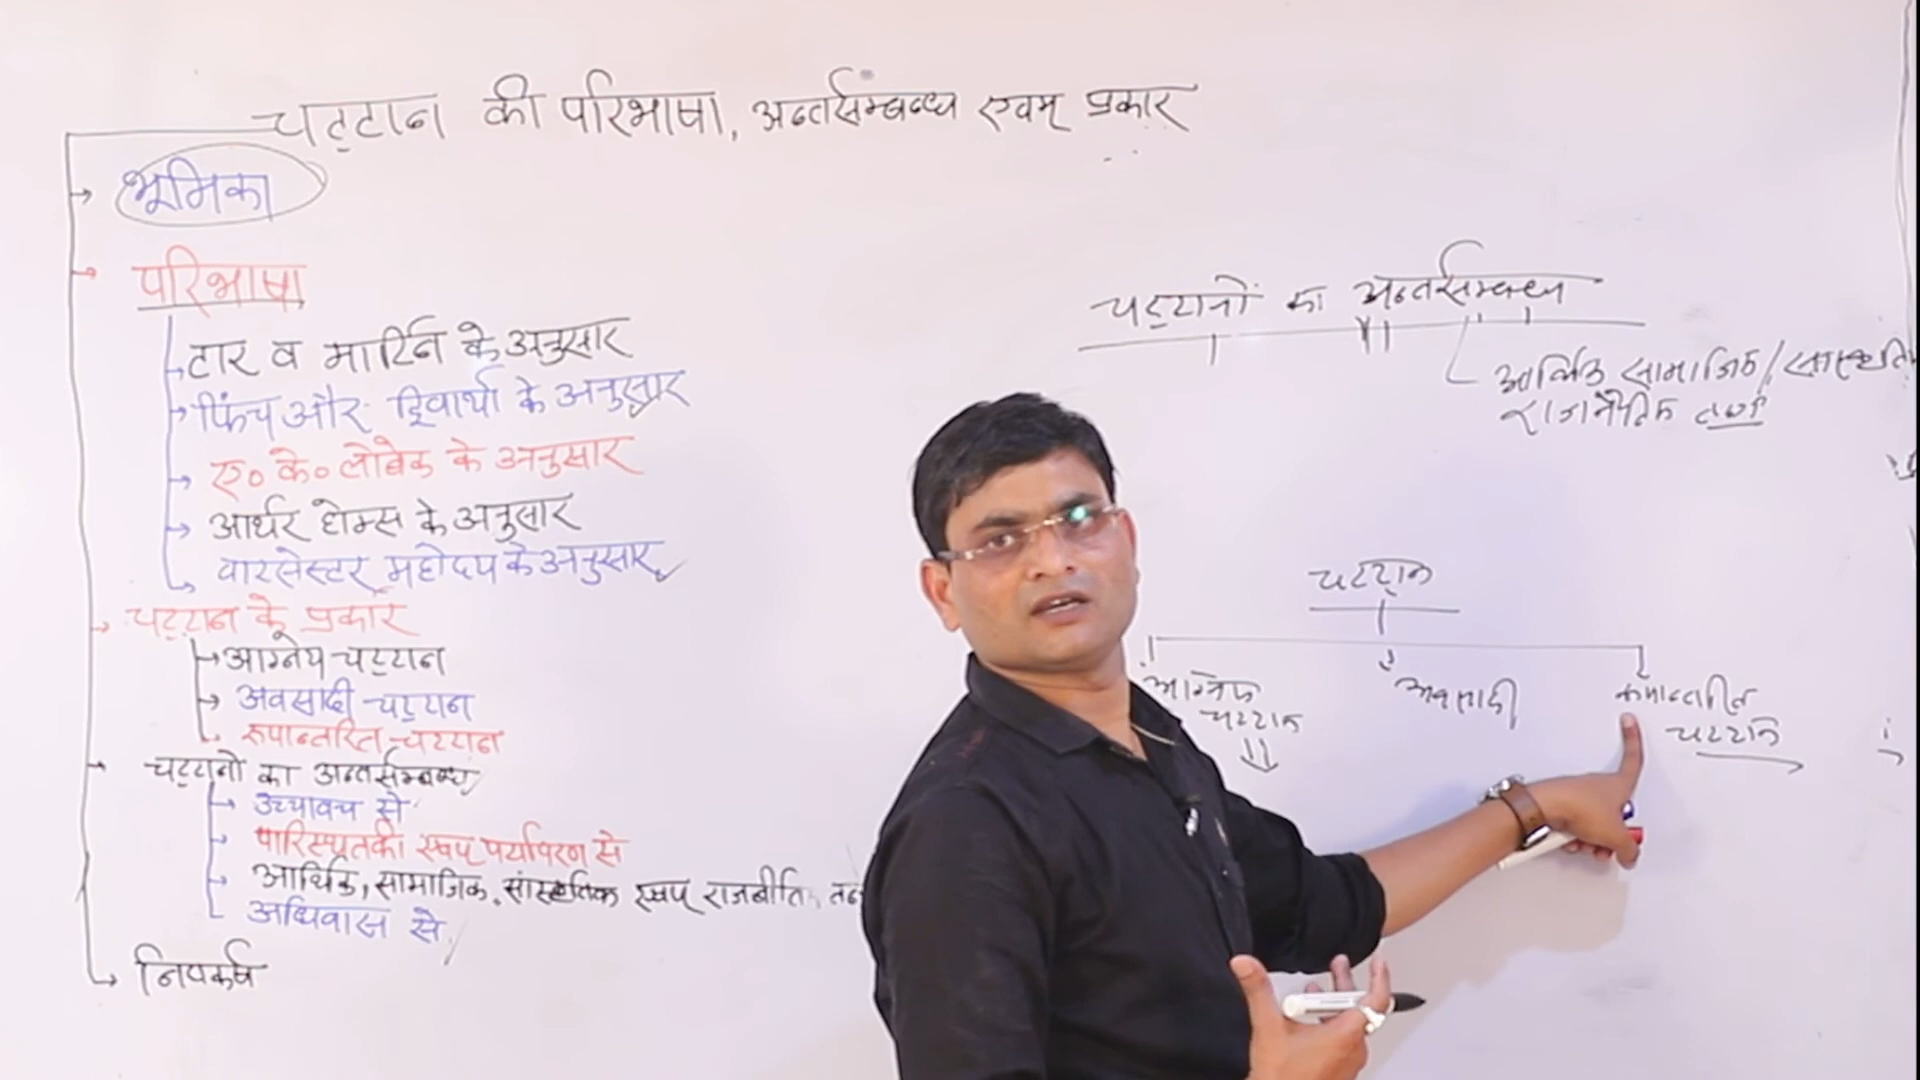 चट्टान की परिभाषा, अन्तर्सम्बन्ध एवम् प्रकार
भूमिका
परिभाषा
टार व मार्टिन के अनुसार
फिंच और ट्रिवार्था के अनुसार
ए० के० लोबेक के अनुसार
आर्थर होम्स के अनुसार
वारसेस्टर महोदय के अनुसार
चट्टान के प्रकार
आग्नेय चट्टान
अवसादी चट्टान
रूपान्तरित चट्टान
चट्टानों का अन्तर्सम्बन्ध
उच्चावच से
पारिस्थितकी एवम् पर्यावरण से
आर्थिक, सामाजिक, सांस्कृतिक एवम् राजनीति
अधिवास से
निष्कर्ष
चट्टानों का अन्तर्सम्बन्ध
आर्थिक सामाजिक/
राजनीतिक
चट्टान
चट्टान
अवसादी
चट्टान